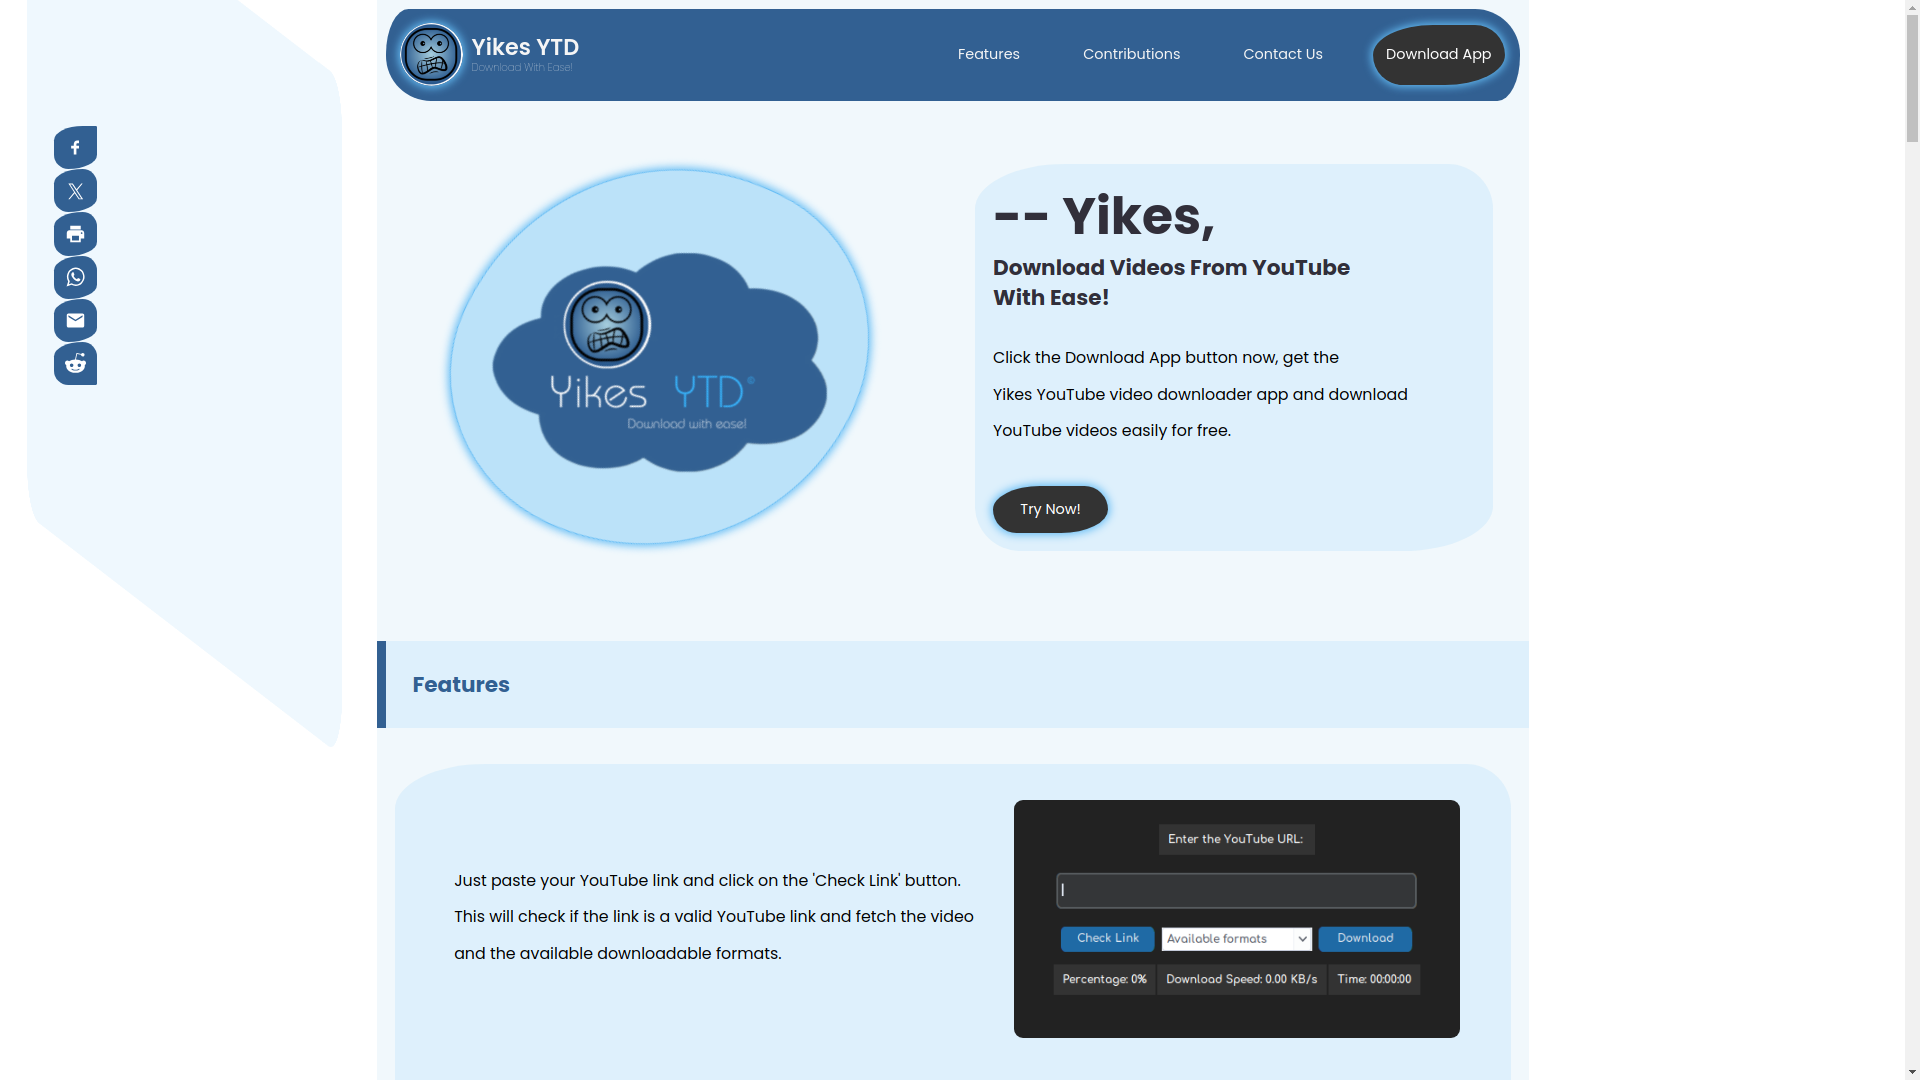 Yikes YTD
Download With Ease!
Features
Contributions
Contact Us
Download App
Yikes YTD©
Download with ease!
-- Yikes,
Download Videos From YouTube
With Ease!
Click the Download App button now, get the
Yikes YouTube video downloader app and download
YouTube videos easily for free.
Try Now!
Features
Just paste your YouTube link and click on the 'Check Link' button.
This will check if the link is a valid YouTube link and fetch the video
and the available downloadable formats.
Enter the YouTube URL:
Check Link
Available formats
Download
Percentage: 0%
Download Speed: 0.00 KB/s
Time: 00:00:00